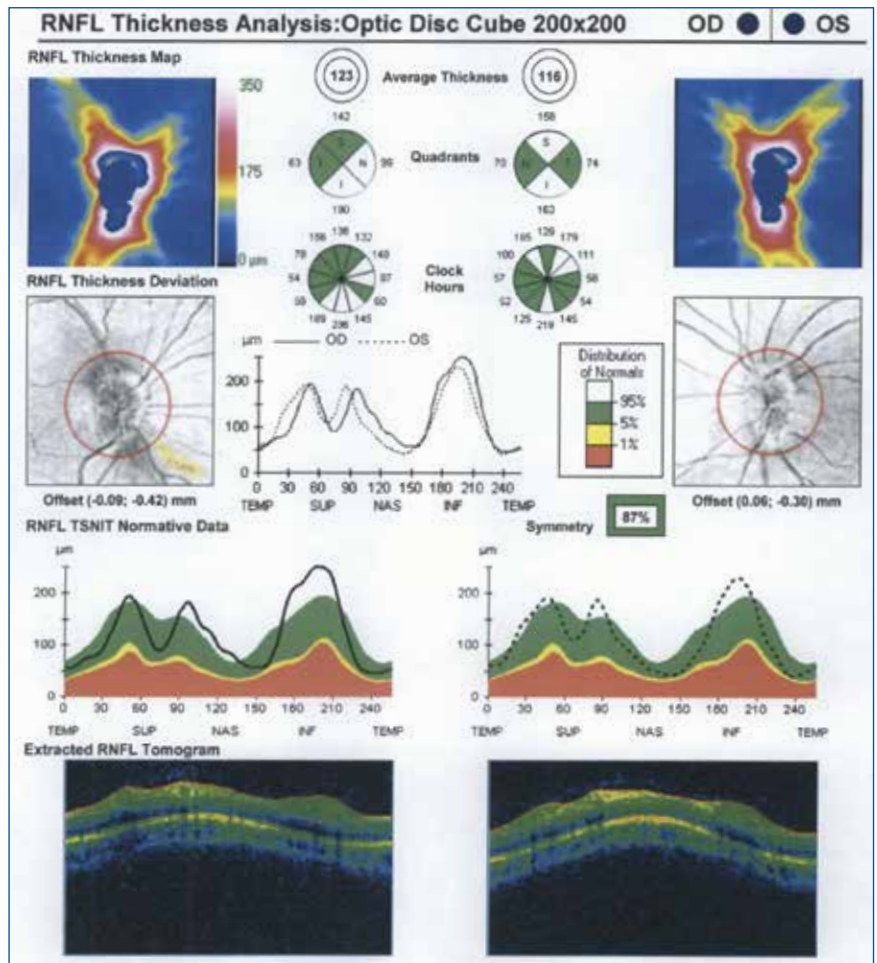 RNFL Thickness Analysis:Optic Disc Cube 200x200 OD OS
RNFL Thickness Map
350
175
0 µm
123 Average Thickness 116
142 158
S S
63 I N 99 Quadrants 70 N T 74
I I
190 163
138 126
156 132 165 179
78 140 100 111
54 97 Clock Hours 57 58
59 60 52 54
189 145 125 145
236 219
RNFL Thickness Deviation
µm OD OS
200
100
0
0 30 60 90 120 150 180 210 240
TEMP SUP NAS INF TEMP
Distribution
of Normals
95%
5%
1%
Offset (-0.09; -0.42) mm
Offset (0.06; -0.30) mm
Symmetry 87%
RNFL TSNIT Normative Data
µm µm
200 200
100 100
0 0
0 30 60 90 120 150 180 210 240 0 30 60 90 120 150 180 210 240
TEMP SUP NAS INF TEMP TEMP SUP NAS INF TEMP
Extracted RNFL Tomogram